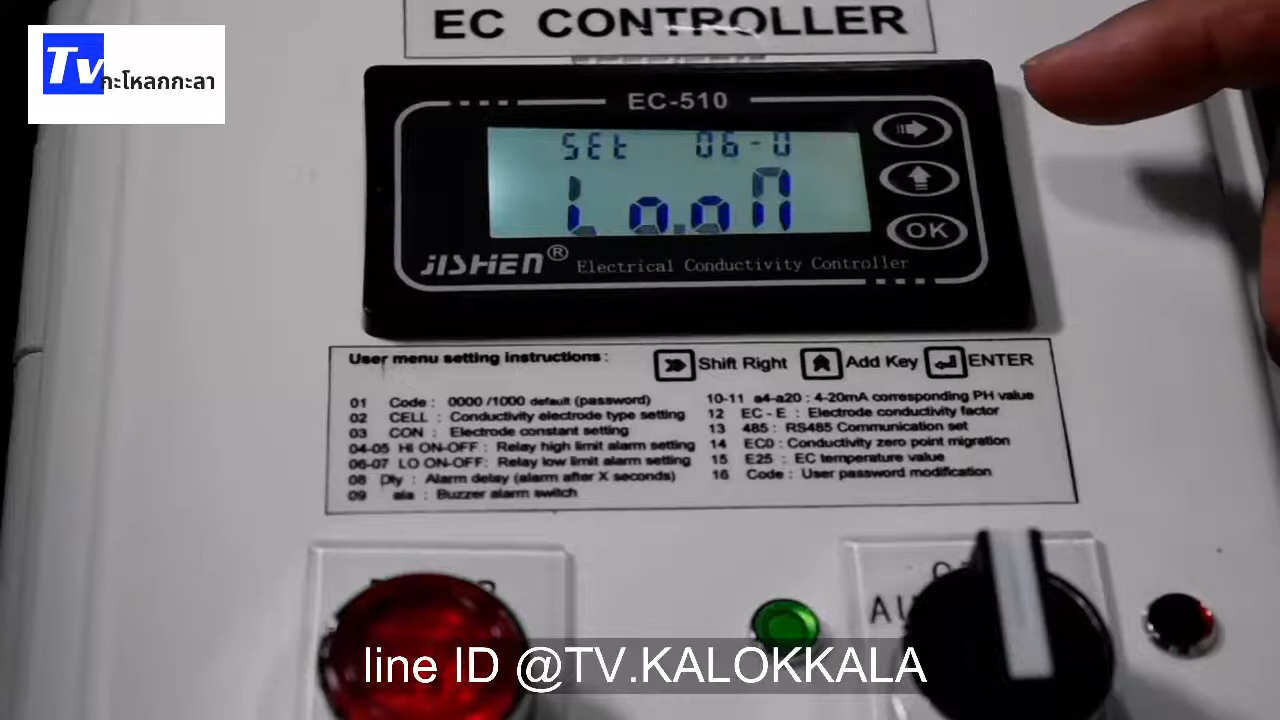 EC CONTROLLER
Tv กะโหลกกะลา
EC-510
SEt 06-0
Lo.on
OK
JISHEN® Electrical Conductivity Controller
User menu setting instructions: Shift Right Add Key ENTER
01 Code: 0000 /1000 default (password)
02 CELL: Conductivity electrode type setting
03 CON: Electrode constant setting
04-05 HI ON-OFF: Relay high limit alarm setting
06-07 LO ON-OFF: Relay low limit alarm setting
08 Dly: Alarm delay (alarm after X seconds)
09 ala: Buzzer alarm switch
10-11 a4-a20: 4-20mA corresponding PH value
12 EC-E: Electrode conductivity factor
13 485: RS485 Communication set
14 EC0: Conductivity zero point migration
15 E25: EC temperature value
16 Code: User password modification
line ID @TV.KALOKKALA